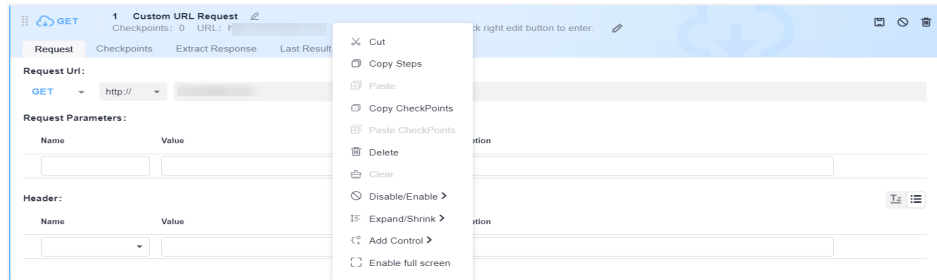 GET 1 Custom URL Request
Checkpoints: 0 URL: ck right edit button to enter.
Request Checkpoints Extract Response Last Result
Cut
Copy Steps
Paste
Copy CheckPoints
Paste CheckPoints
Delete
Clear
Disable/Enable >
Expand/Shrink >
Add Control >
Enable full screen
Request Url:
GET http://
Request Parameters:
Name Value ption
Header:
Name Value ption